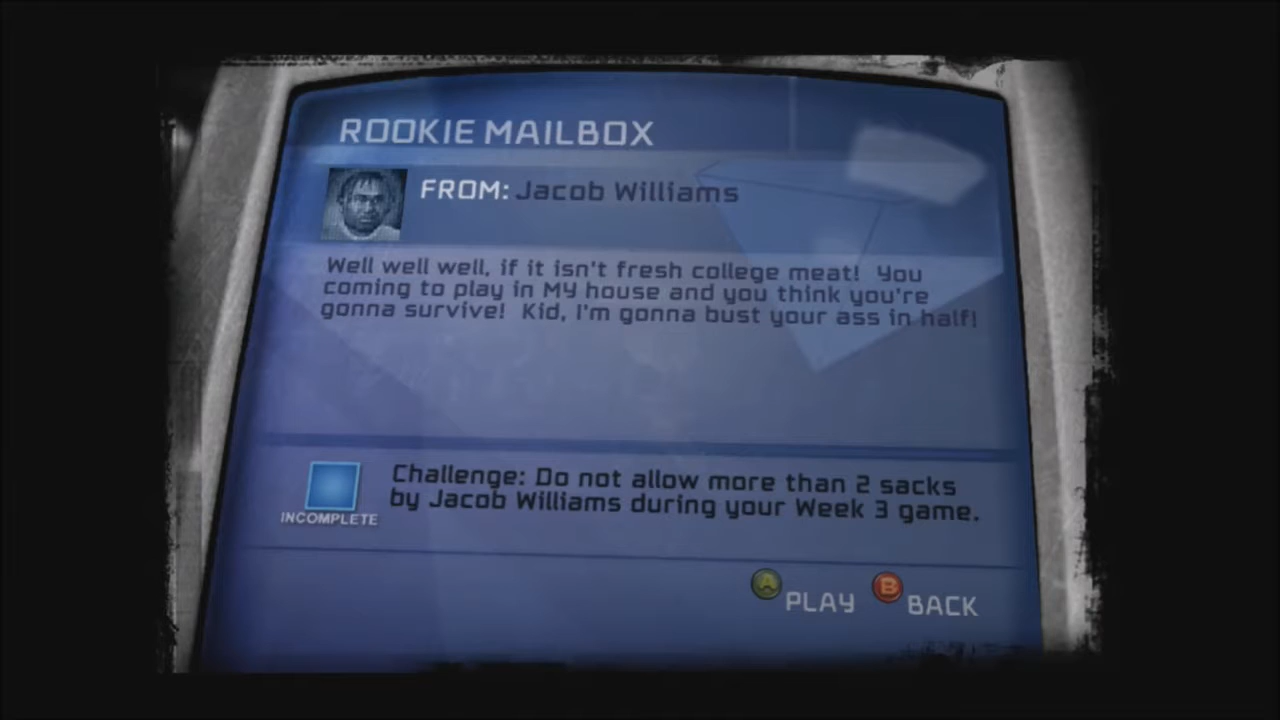 ROOKIE MAILBOX
FROM: Jacob Williams
Well well well, if it isn't fresh college meat! You
coming to play in MY house and you think you're
gonna survive! Kid, I'm gonna bust your ass in half!
Challenge: Do not allow more than 2 sacks
by Jacob Williams during your Week 3 game.
INCOMPLETE
A PLAY B BACK